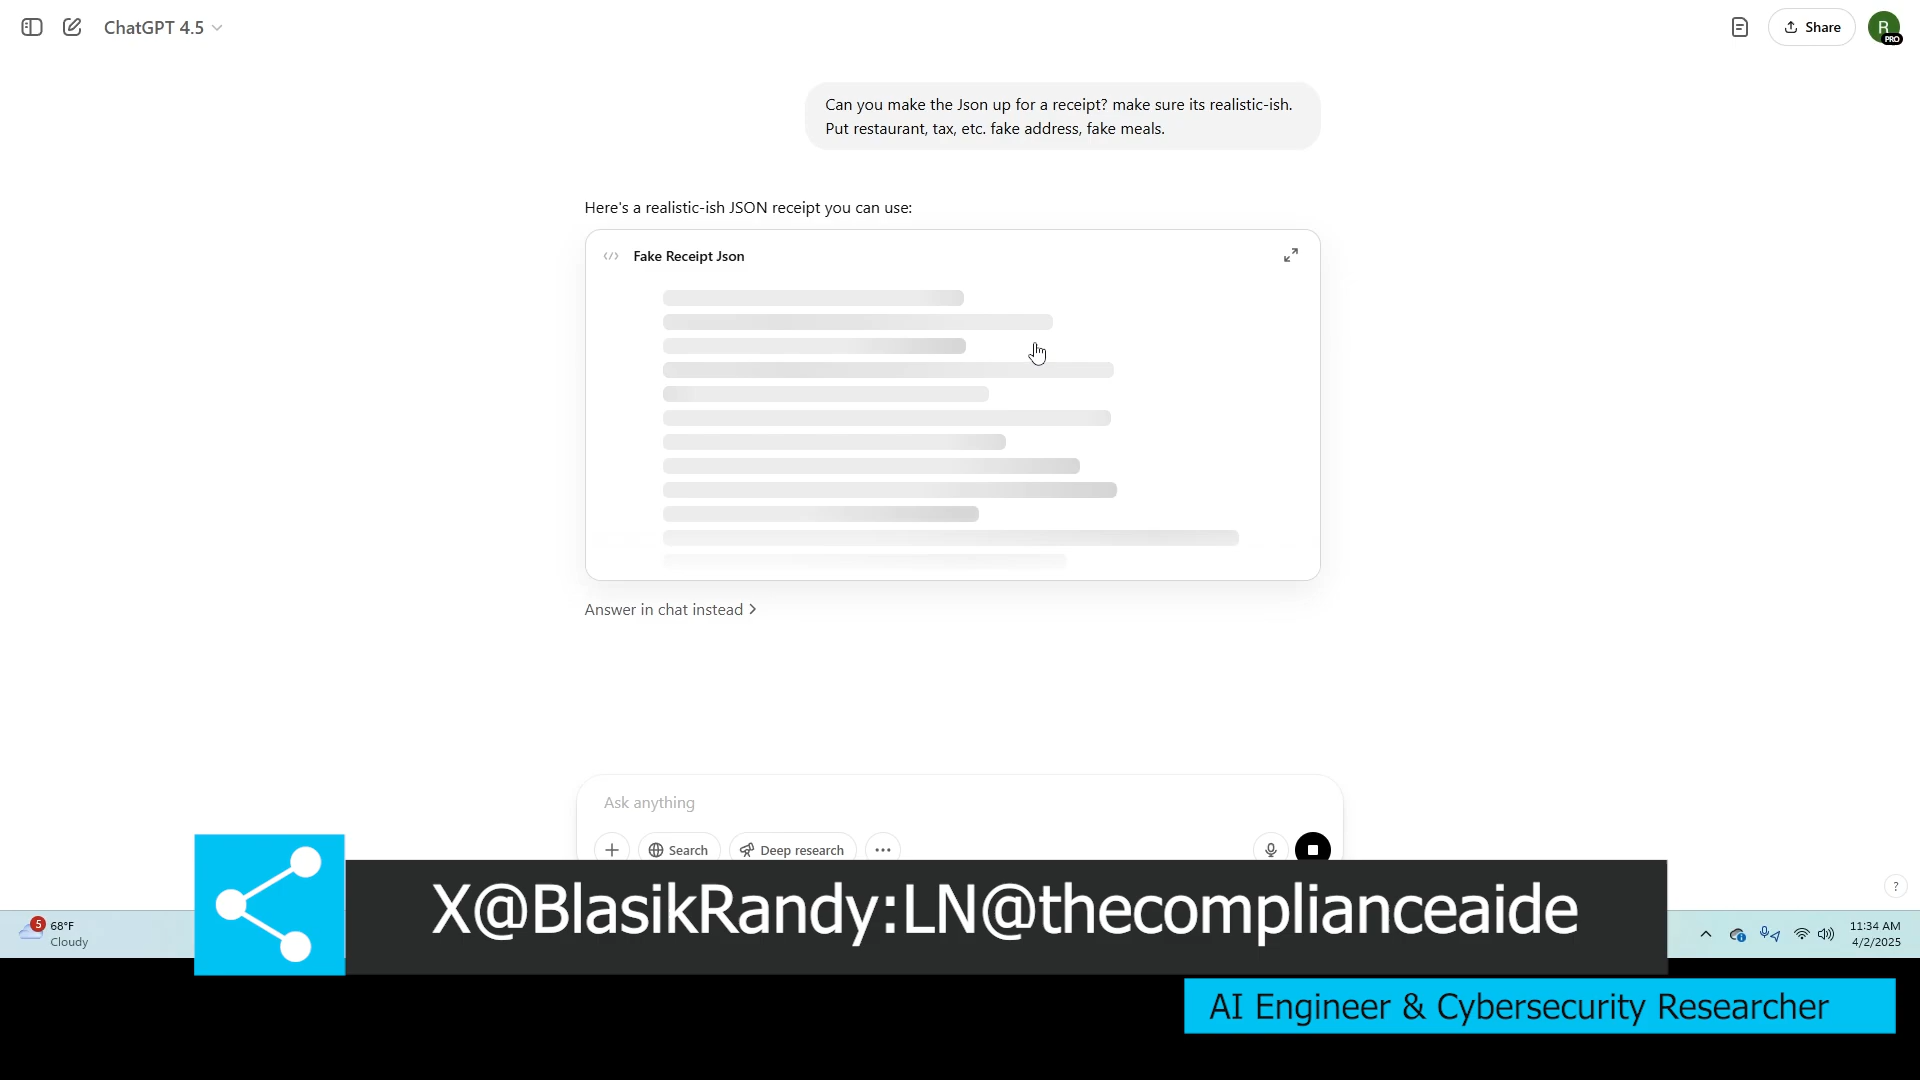 ChatGPT 4.5
Share
R
PRO
Can you make the Json up for a receipt? make sure its realistic-ish.
Put restaurant, tax, etc. fake address, fake meals.
Here's a realistic-ish JSON receipt you can use:
Fake Receipt Json
Answer in chat instead >
Ask anything
Search
Deep research
?
X@BlasikRandy:LN@thecomplianceaide
5
68°F
Cloudy
11:34 AM
4/2/2025
AI Engineer & Cybersecurity Researcher